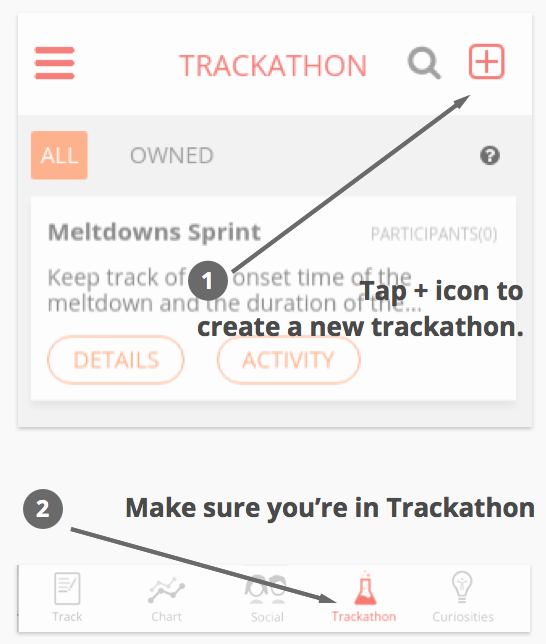 TRACKATHON
ALL
OWNED
?
Meltdowns Sprint
PARTICIPANTS(0)
Keep track of onset time of the
1
meltdown and the duration of the...
Tap + icon to
create a new trackathon.
DETAILS
ACTIVITY
2
Make sure you're in Trackathon
Track
Chart
Social
Trackathon
Curiosities